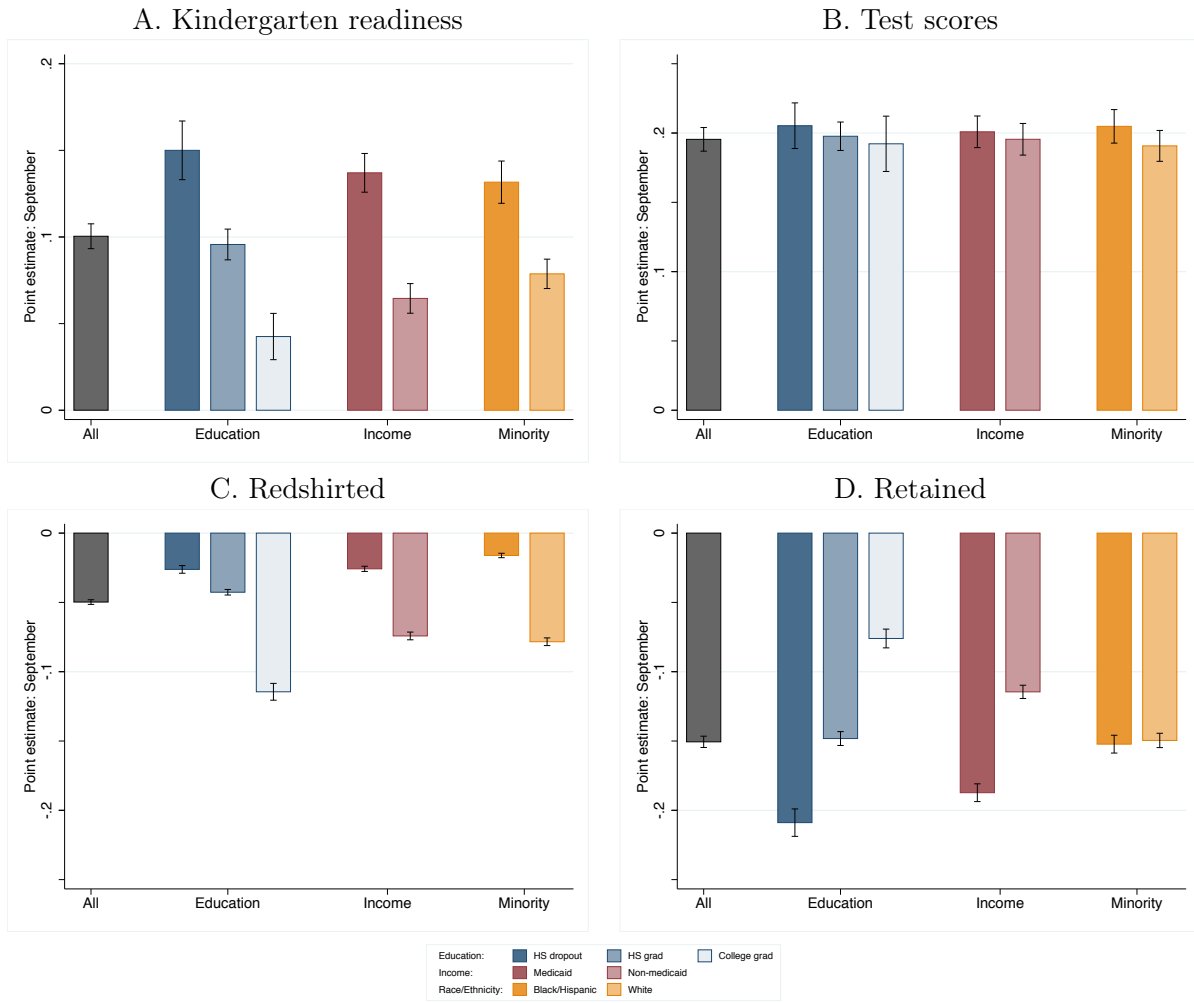 A. Kindergarten readiness
Point estimate: September
.2
.1
0
All Education Income Minority
B. Test scores
Point estimate: September
.2
.1
0
All Education Income Minority
C. Redshirted
Point estimate: September
0
-.1
-.2
All Education Income Minority
D. Retained
Point estimate: September
0
-.1
-.2
All Education Income Minority
Education: HS dropout HS grad College grad
Income: Medicaid Non-medicaid
Race/Ethnicity: Black/Hispanic White